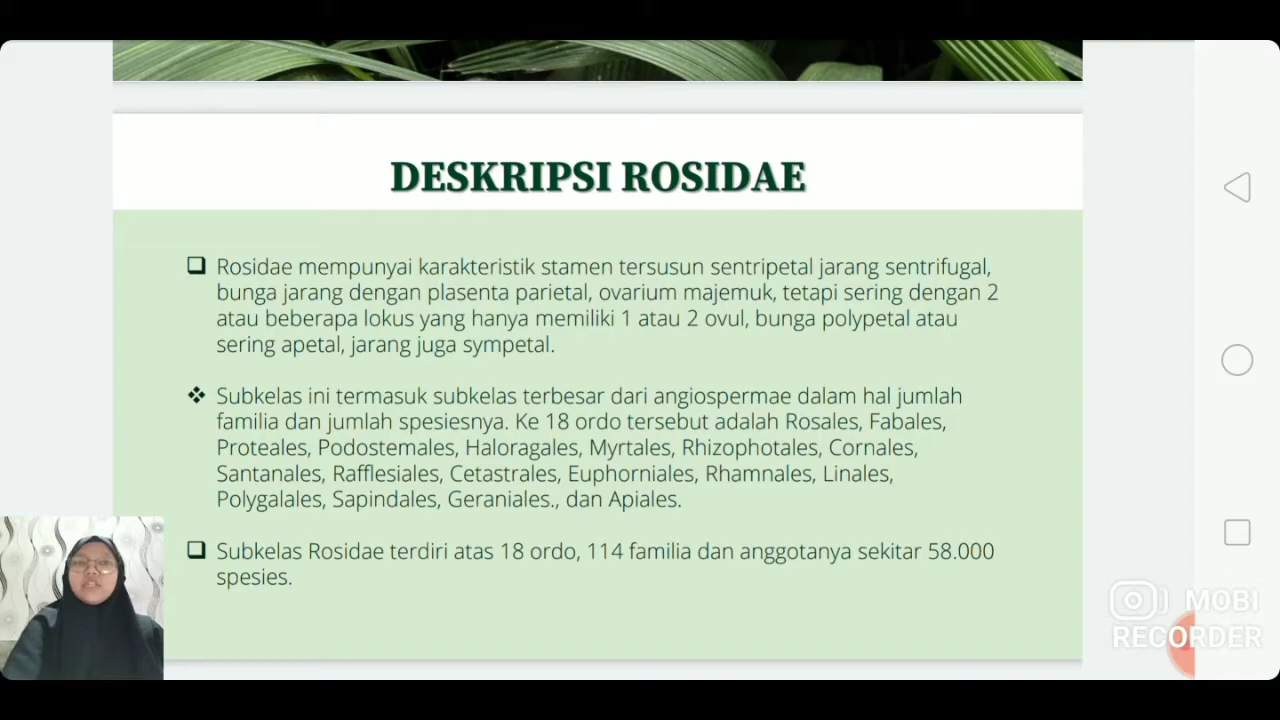 DESKRIPSI ROSIDAE
Rosidae mempunyai karakteristik stamen tersusun sentripetal jarang sentrifugal,
bunga jarang dengan plasenta parietal, ovarium majemuk, tetapi sering dengan 2
atau beberapa lokus yang hanya memiliki 1 atau 2 ovul, bunga polypetal atau
sering apetal, jarang juga sympetal.
Subkelas ini termasuk subkelas terbesar dari angiospermae dalam hal jumlah
familia dan jumlah spesiesnya. Ke 18 ordo tersebut adalah Rosales, Fabales,
Proteales, Podostemales, Haloragales, Myrtales, Rhizophotales, Cornales,
Santanales, Rafflesiales, Cetastrales, Euphorniales, Rhamnales, Linales,
Polygalales, Sapindales, Geraniales., dan Apiales.
Subkelas Rosidae terdiri atas 18 ordo, 114 familia dan anggotanya sekitar 58.000
spesies.
MOBI
RECORDER